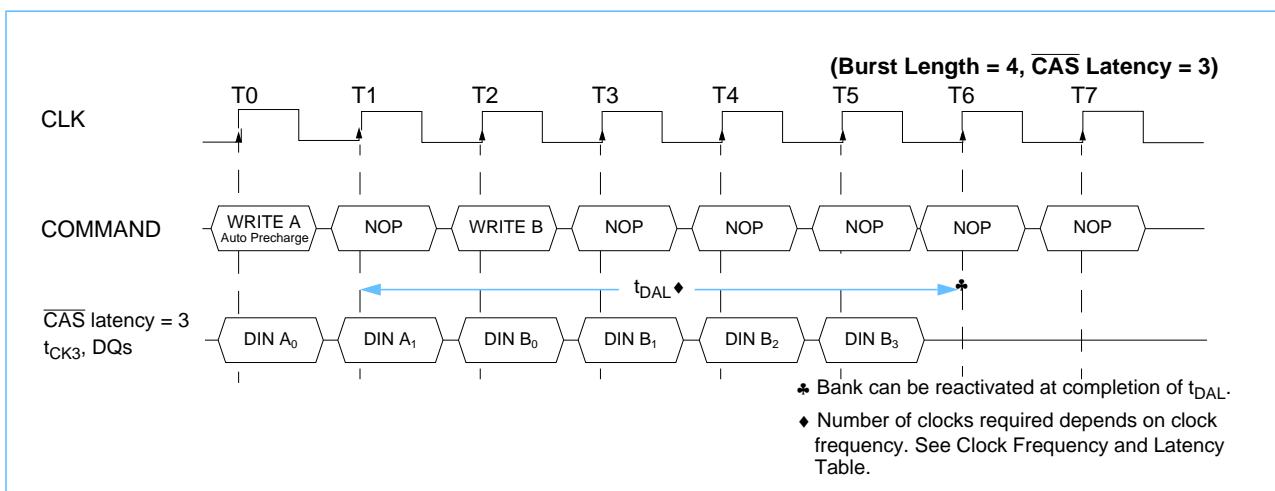 (Burst Length = 4, C̅A̅S̅ Latency = 3)
T0 T1 T2 T3 T4 T5 T6 T7
CLK
COMMAND
WRITE A
Auto Precharge
NOP
WRITE B
NOP
NOP
NOP
NOP
NOP
tDAL♦
♣
C̅A̅S̅ latency = 3
tCK3, DQs
DIN A0
DIN A1
DIN B0
DIN B1
DIN B2
DIN B3
♣ Bank can be reactivated at completion of tDAL.
♦ Number of clocks required depends on clock
frequency. See Clock Frequency and Latency
Table.